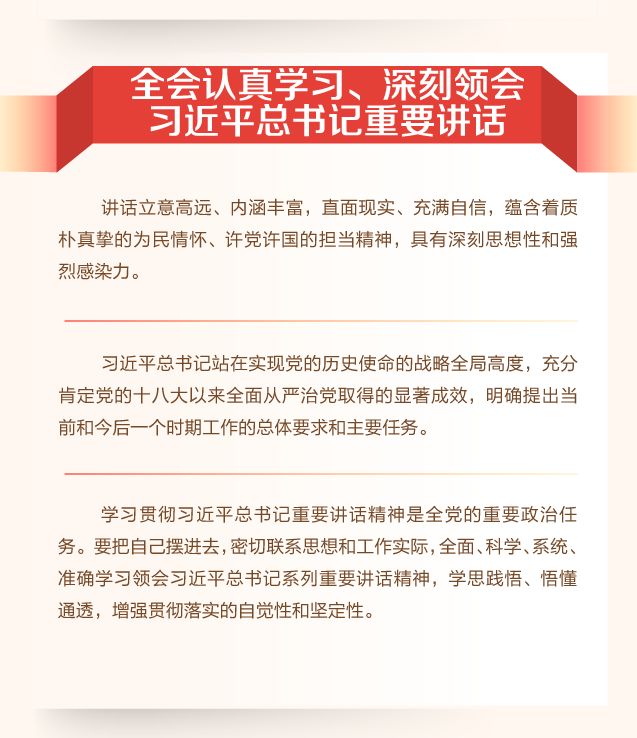 全会认真学习、深刻领会
习近平总书记重要讲话
讲话立意高远、内涵丰富，直面现实、充满自信，蕴含着质
朴真挚的为民情怀、许党许国的担当精神，具有深刻思想性和强
烈感染力。
习近平总书记站在实现党的历史使命的战略全局高度，充分
肯定党的十八大以来全面从严治党取得的显著成效，明确提出当
前和今后一个时期工作的总体要求和主要任务。
学习贯彻习近平总书记重要讲话精神是全党的重要政治任
务。要把自己摆进去，密切联系思想和工作实际，全面、科学、系统、
准确学习领会习近平总书记系列重要讲话精神，学思践悟、悟懂
通透，增强贯彻落实的自觉性和坚定性。